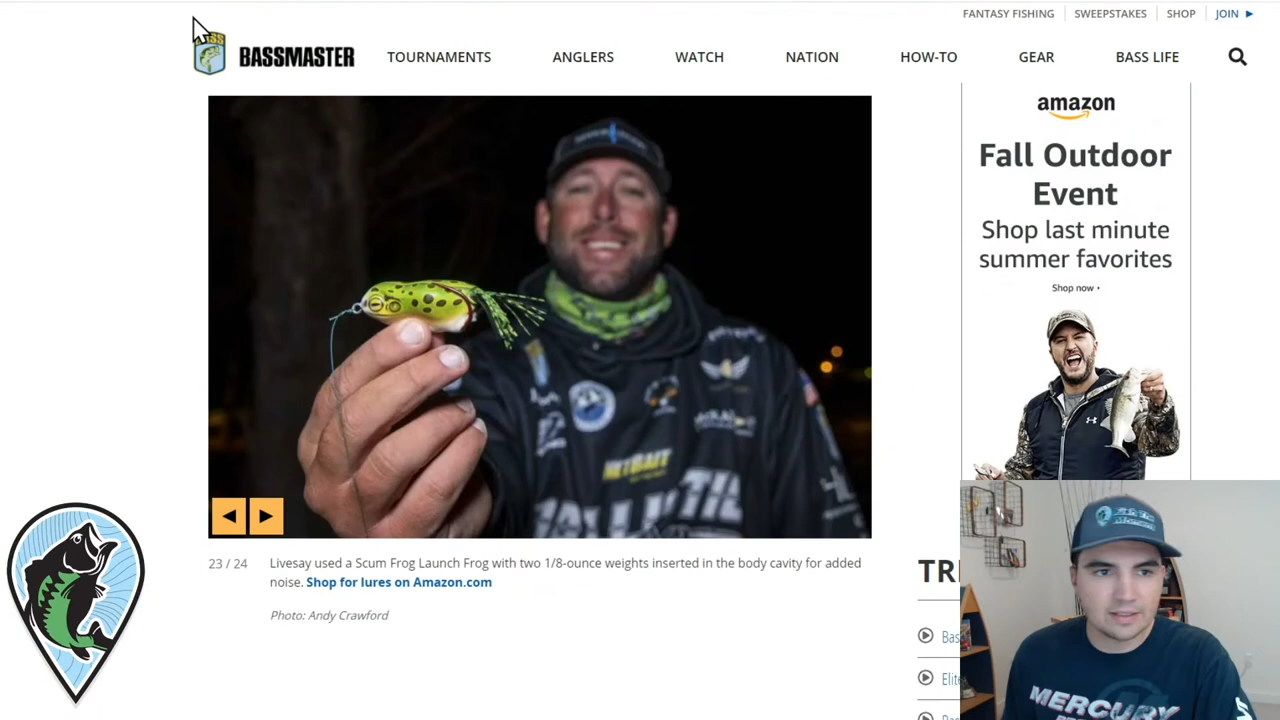 FANTASY FISHING SWEEPSTAKES SHOP JOIN
BASSMASTER TOURNAMENTS ANGLERS WATCH NATION HOW-TO GEAR BASS LIFE
amazon
Fall Outdoor
Event
Shop last minute
summer favorites
Shop now
23 / 24 Livesay used a Scum Frog Launch Frog with two 1/8-ounce weights inserted in the body cavity for added
noise. Shop for lures on Amazon.com
Photo: Andy Crawford
TR
Bas
Elit
MERCURY